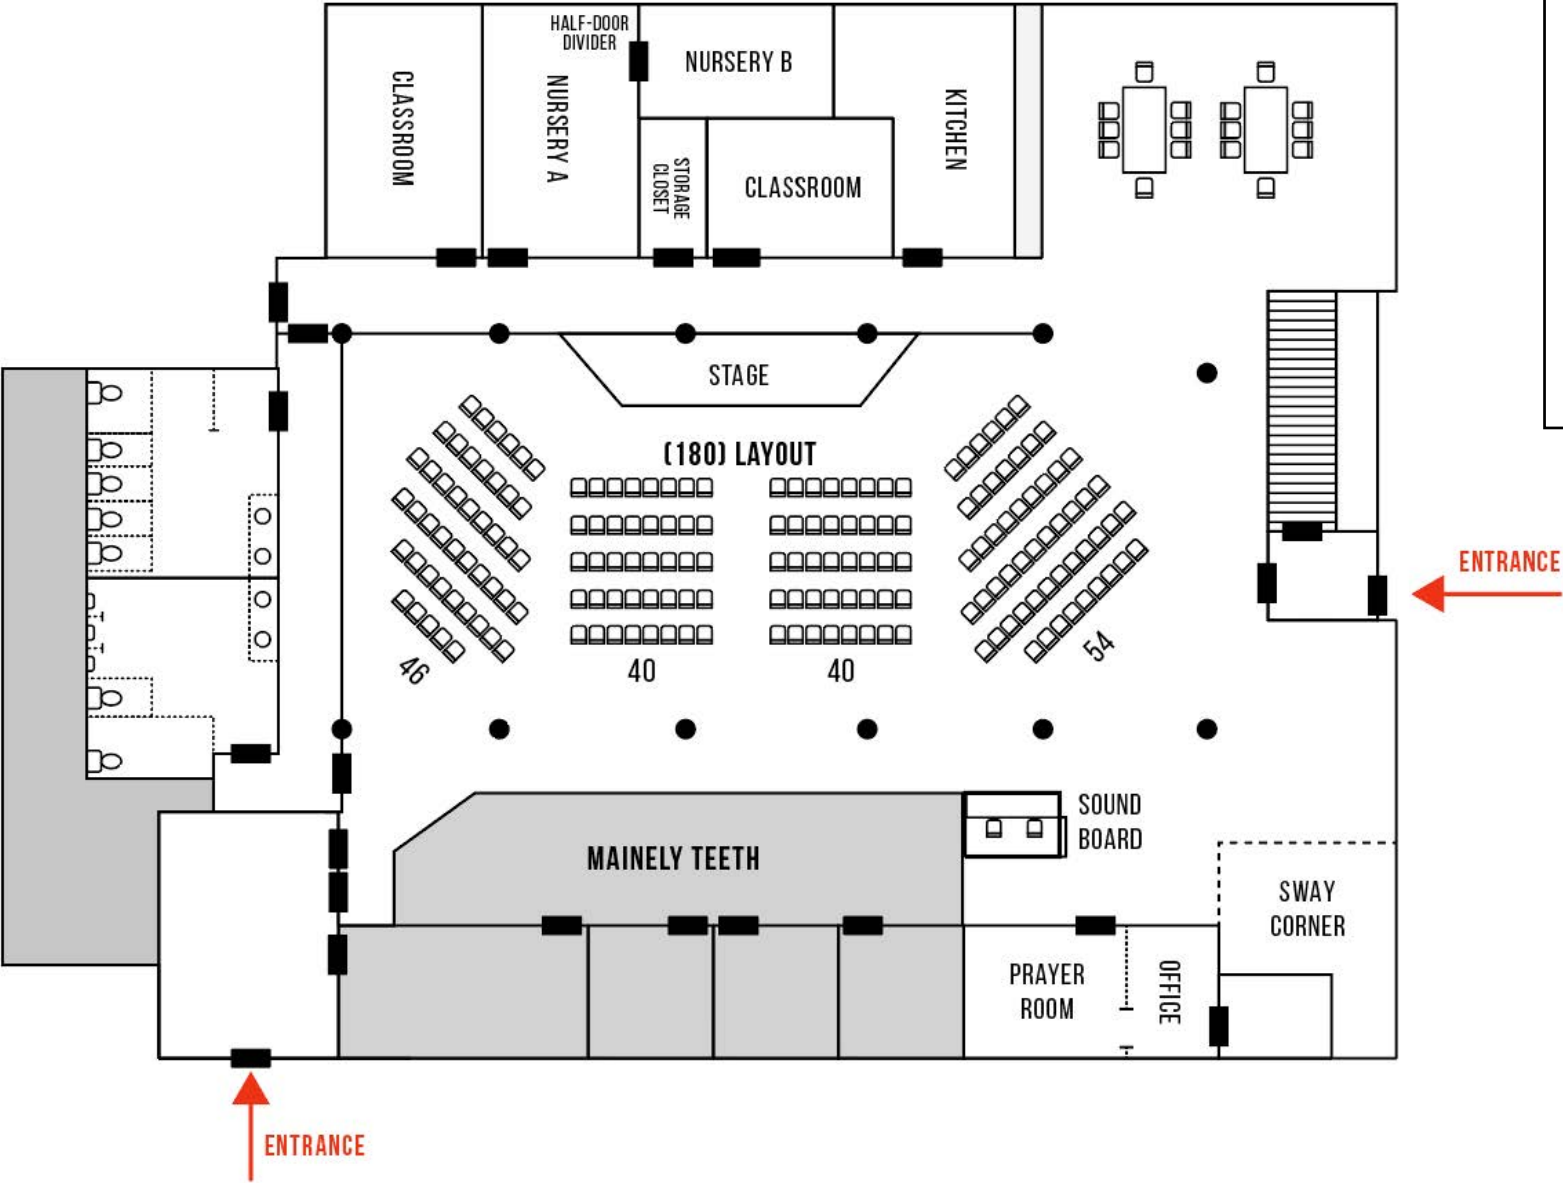 HALF-DOOR
DIVIDER
CLASSROOM
NURSERY A
NURSERY B
STORAGE
CLOSET
CLASSROOM
KITCHEN
STAGE
(180) LAYOUT
46
40
40
54
ENTRANCE
SOUND
BOARD
MAINELY TEETH
SWAY
CORNER
PRAYER
ROOM
OFFICE
ENTRANCE